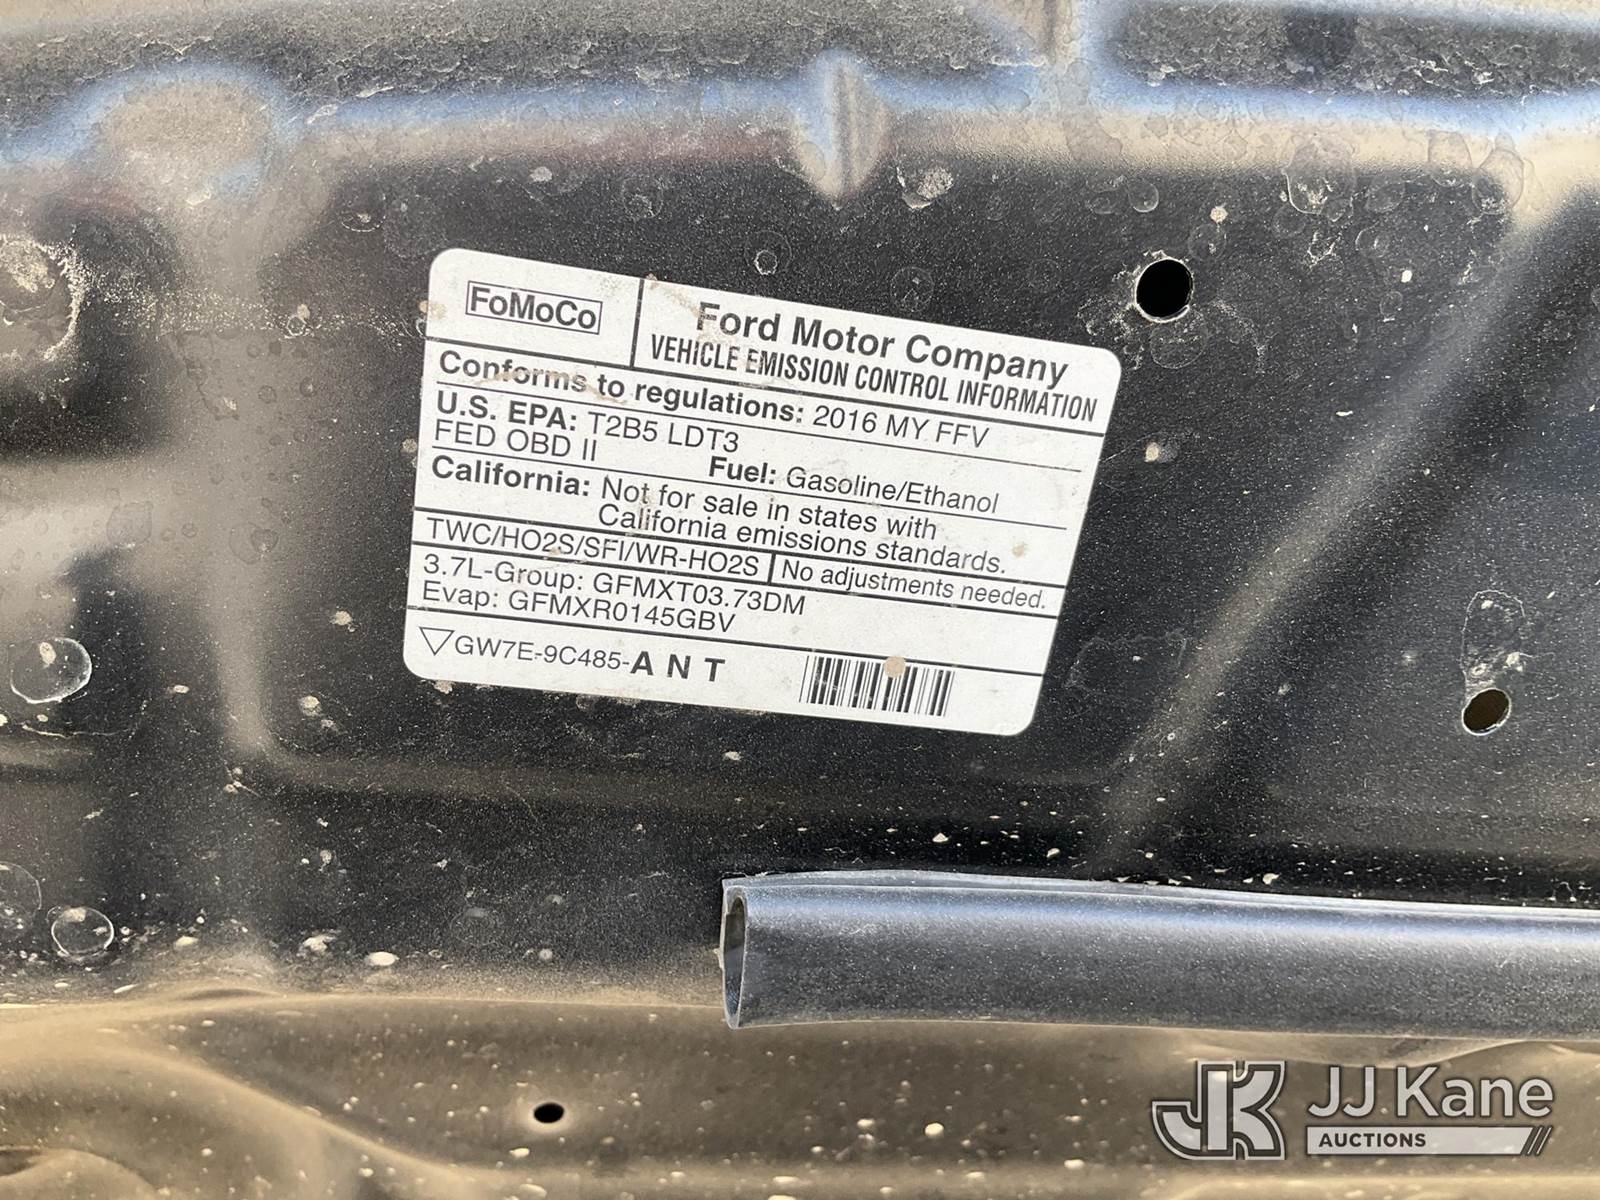 FoMoCo
Ford Motor Company
VEHICLE EMISSION CONTROL INFORMATION
Conforms to regulations: 2016 MY FFV
U.S. EPA: T2B5 LDT3
FED OBD II Fuel: Gasoline/Ethanol
California: Not for sale in states with
California emissions standards.
TWC/HO2S/SFI/WR-HO2S No adjustments needed.
3.7L-Group: GFMXT03.73DM
Evap: GFMXR0145GBV
GW7E-9C485-ANT
JK JJ Kane
AUCTIONS